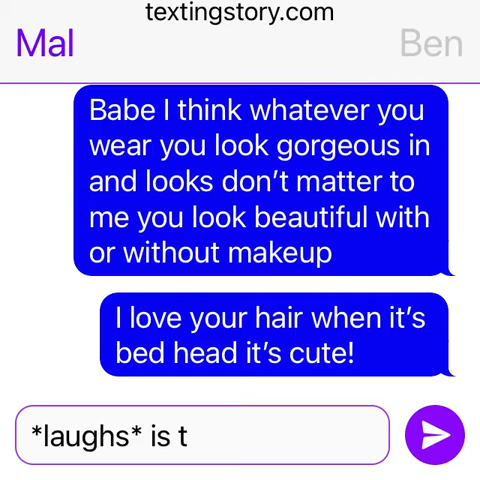 textingstory.com
Mal
Ben
Babe I think whatever you
wear you look gorgeous in
and looks don’t matter to
me you look beautiful with
or without makeup
I love your hair when it’s
bed head it’s cute!
*laughs* is t